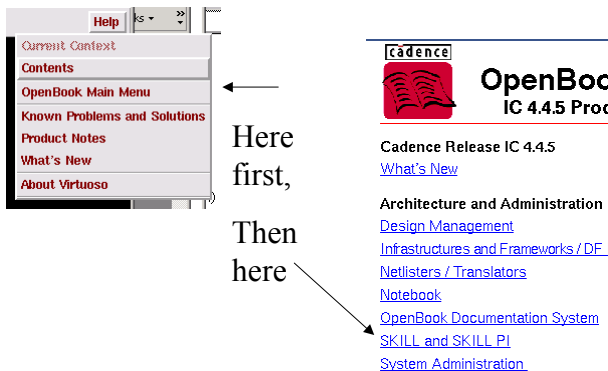 Help
ks
Current Context
Contents
OpenBook Main Menu
Known Problems and Solutions
Product Notes
What's New
About Virtuoso
Here
first,
Then
here
cādence
OpenBoo
IC 4.4.5 Prod
Cadence Release IC 4.4.5
What's New
Architecture and Administration
Design Management
Infrastructures and Frameworks / DF
Netlisters / Translators
Notebook
OpenBook Documentation System
SKILL and SKILL PI
System Administration